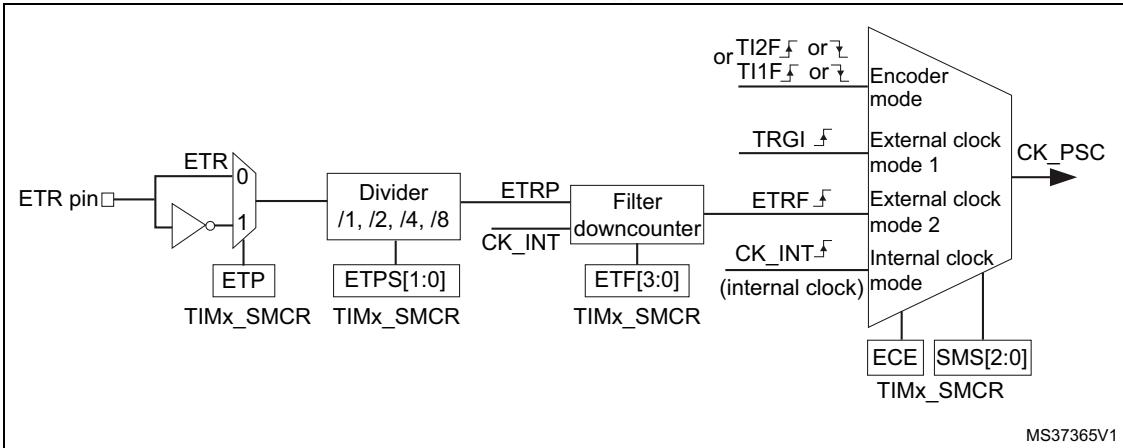 or TI2F or
TI1F or
Encoder
mode
TRGI
External clock
mode 1
CK_PSC
ETR
0
ETR pin
1
Divider
/1, /2, /4, /8
ETRP
CK_INT
Filter
downcounter
ETRF
External clock
mode 2
CK_INT
(internal clock)
Internal clock
mode
ETP
TIMx_SMCR
ETPS[1:0]
TIMx_SMCR
ETF[3:0]
TIMx_SMCR
ECE
SMS[2:0]
TIMx_SMCR
MS37365V1